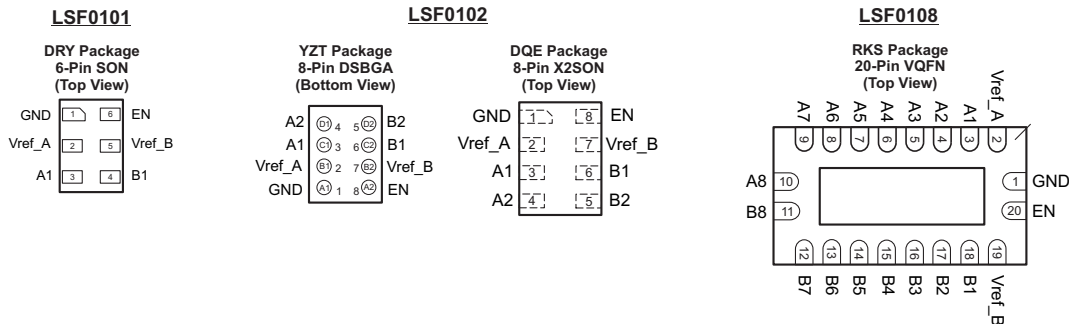 LSF0101
DRY Package
6-Pin SON
(Top View)
GND 1 6 EN
Vref_A 2 5 Vref_B
A1 3 4 B1
LSF0102
YZT Package
8-Pin DSBGA
(Bottom View)
A2 D1 4 5 D2 B2
A1 C1 3 6 C2 B1
Vref_A B1 2 7 B2 Vref_B
GND A1 1 8 A2 EN
DQE Package
8-Pin X2SON
(Top View)
GND 1 8 EN
Vref_A 2 7 Vref_B
A1 3 6 B1
A2 4 5 B2
LSF0108
RKS Package
20-Pin VQFN
(Top View)
A7 A6 A5 A4 A3 A2 A1 Vref_A
9 8 7 6 5 4 3 2
A8 10 1 GND
B8 11 20 EN
12 13 14 15 16 17 18 19
B7 B6 B5 B4 B3 B2 B1 Vref_B